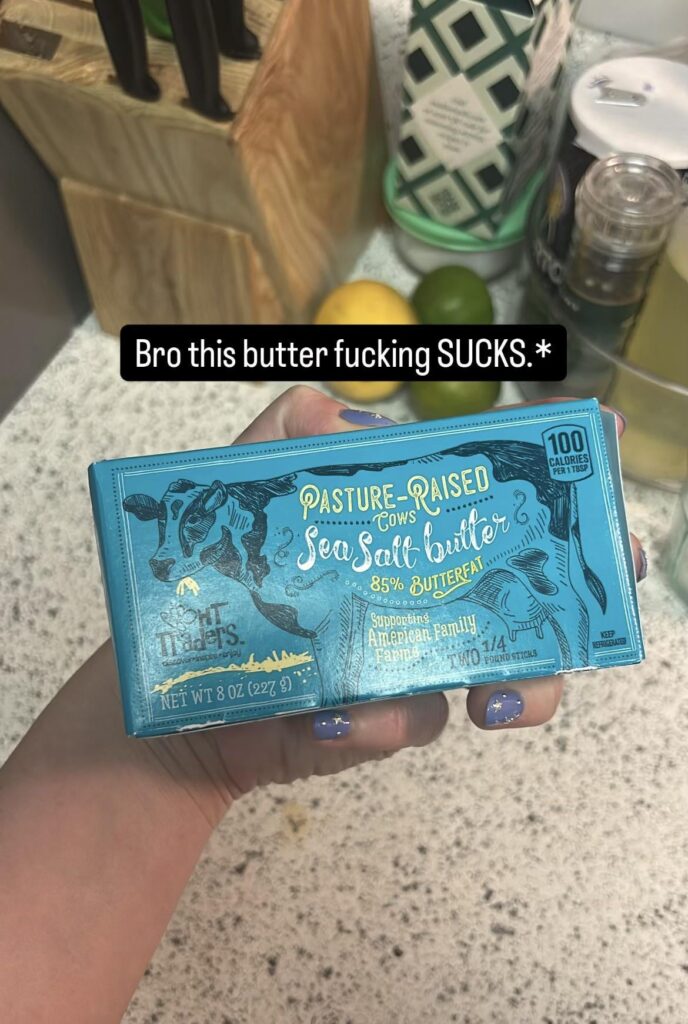 Bro this butter fucking SUCKS.*
100
CALORIES
PER 1 TBSP
PASTURE-RAISED
COWS
Sea Salt butter
85% BUTTERFAT
HT
Traders
Supporting
American Family
Farms
TWO 1/4
POUND STICKS
KEEP
REFRIGERATED
NET WT 8 OZ (227 g)